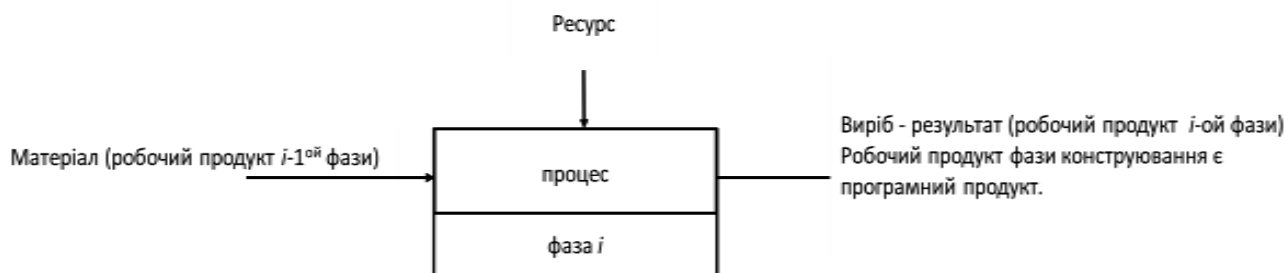 Ресурс
Матеріал (робочий продукт i-1ой фази)
процес
Виріб - результат (робочий продукт i-ой фази)
Робочий продукт фази конструювання є
програмний продукт.
фаза i